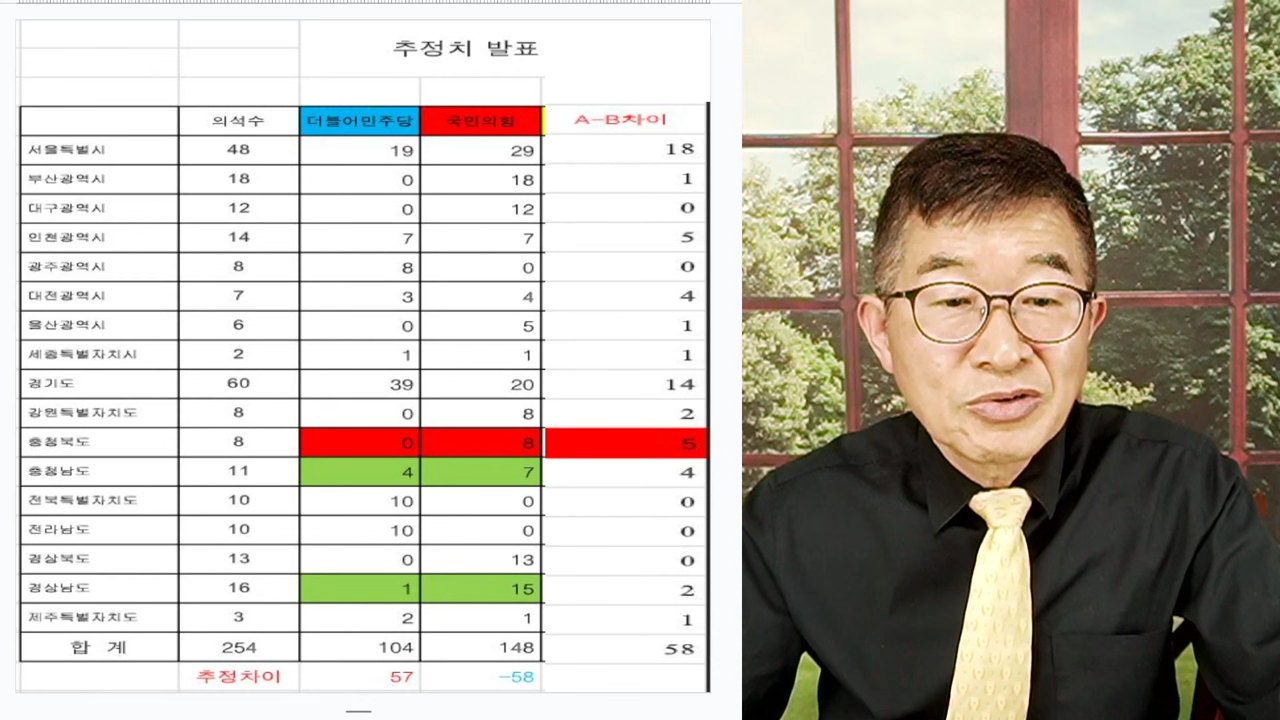 추정치 발표
의석수 더불어민주당 국민의힘 A-B차이
서울특별시 48 19 29 18
부산광역시 18 0 18 1
대구광역시 12 0 12 0
인천광역시 14 7 7 5
광주광역시 8 8 0 0
대전광역시 7 3 4 4
울산광역시 6 0 5 1
세종특별자치시 2 1 1 1
경기도 60 39 20 14
강원특별자치도 8 0 8 2
충청북도 8 0 8 5
충청남도 11 4 7 4
전북특별자치도 10 10 0 0
전라남도 10 10 0 0
경상북도 13 0 13 0
경상남도 16 1 15 2
제주특별자치도 3 2 1 1
합 계 254 104 148 58
추정차이 57 -58